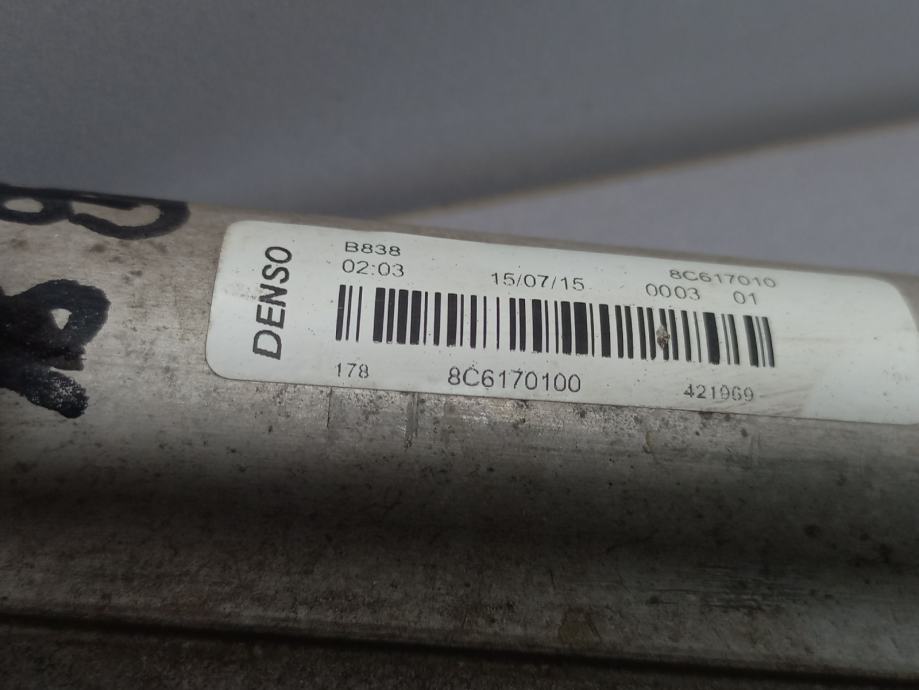 DENSO
B838
02:03 15/07/15 8C617010
0003 01
178 8C6170100 421969